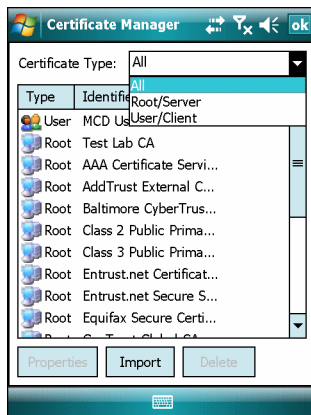 Certificate Manager ok
Certificate Type: All
All
Root/Server
User/Client
Type
User MCD
Root Test Lab CA
Root AAA Certificate Servi...
Root AddTrust External C...
Root Baltimore CyberTrus...
Root Class 2 Public Prima...
Root Class 3 Public Prima...
Root Entrust.net Certificat...
Root Entrust.net Secure S...
Root Equifax Secure Certi...
Properties Import Delete